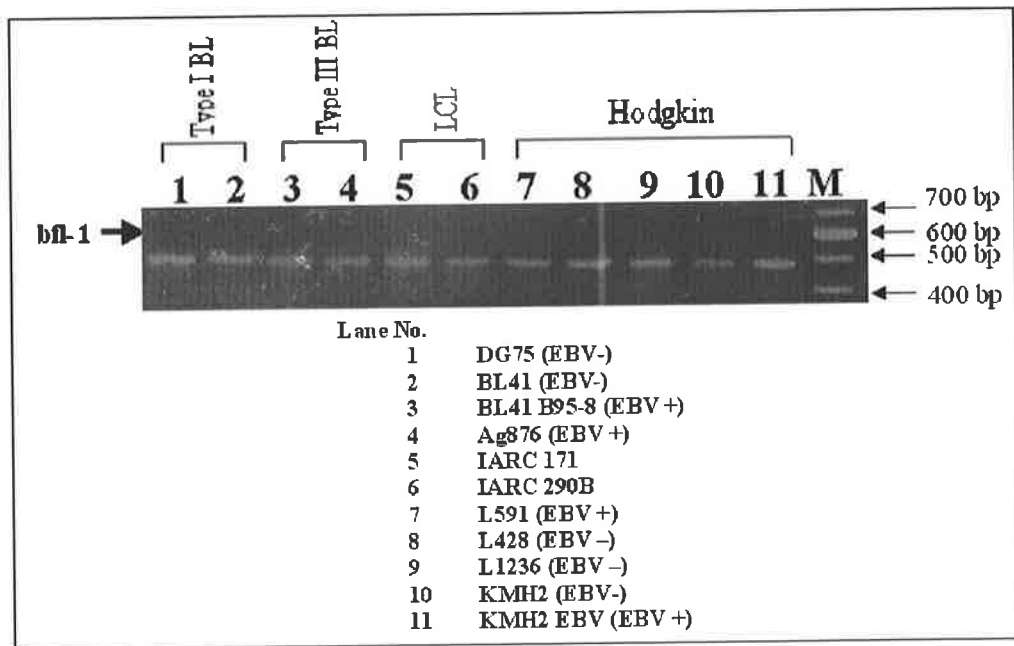 Type I BL
Type III BL
LCL
Hodgkin
1 2 3 4 5 6 7 8 9 10 11 M
bfl-1
700 bp
600 bp
500 bp
400 bp
Lane No.
1 DG75 (EBV-)
2 BL41 (EBV-)
3 BL41 B95-8 (EBV +)
4 Ag876 (EBV +)
5 IARC 171
6 IARC 290B
7 L591 (EBV +)
8 L428 (EBV –)
9 L1236 (EBV –)
10 KMH2 (EBV-)
11 KMH2 EBV (EBV +)